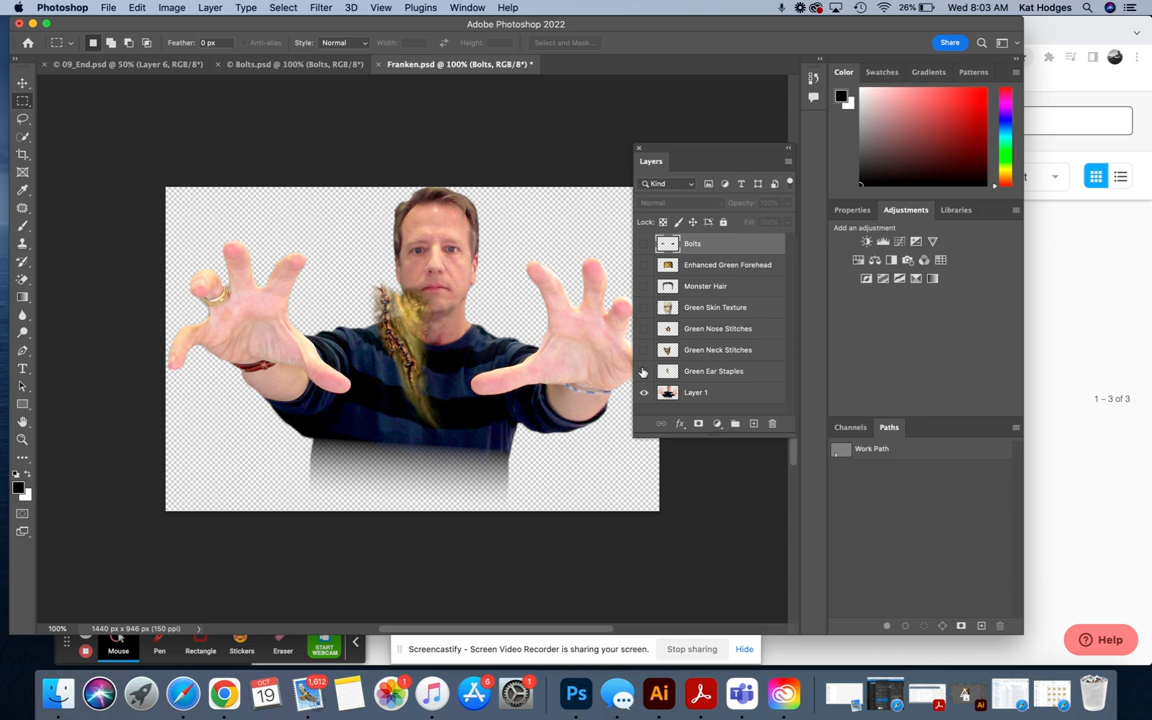 Photoshop File Edit Image Layer Type Select Filter 3D View Plugins Window Help 26% Wed 8:03 AM Kat Hodges
Adobe Photoshop 2022
Feather: 0 px Anti-alias Style: Normal Width: Height: Select and Mask... Share
© 09_End.psd @ 50% (Layer 6, RGB/8*) © Bolts.psd @ 100% (Bolts, RGB/8*) Franken.psd @ 100% (Bolts, RGB/8*) *
Color Swatches Gradients Patterns
Layers
Kind
Normal Opacity: 100%
Lock: Fill: 100%
Bolts
Enhanced Green Forehead
Monster Hair
Green Skin Texture
Green Nose Stitches
Green Neck Stitches
Green Ear Staples
Layer 1
fx
Properties Adjustments Libraries
Add an adjustment
Channels Paths
Work Path
1 – 3 of 3
100% 1440 px x 946 px (150 ppi)
Mouse Pen Rectangle Stickers Eraser START WEBCAM
Screencastify - Screen Video Recorder is sharing your screen. Stop sharing Hide
Help
OCT
19
1,612
1
6
1
Ps
Ai